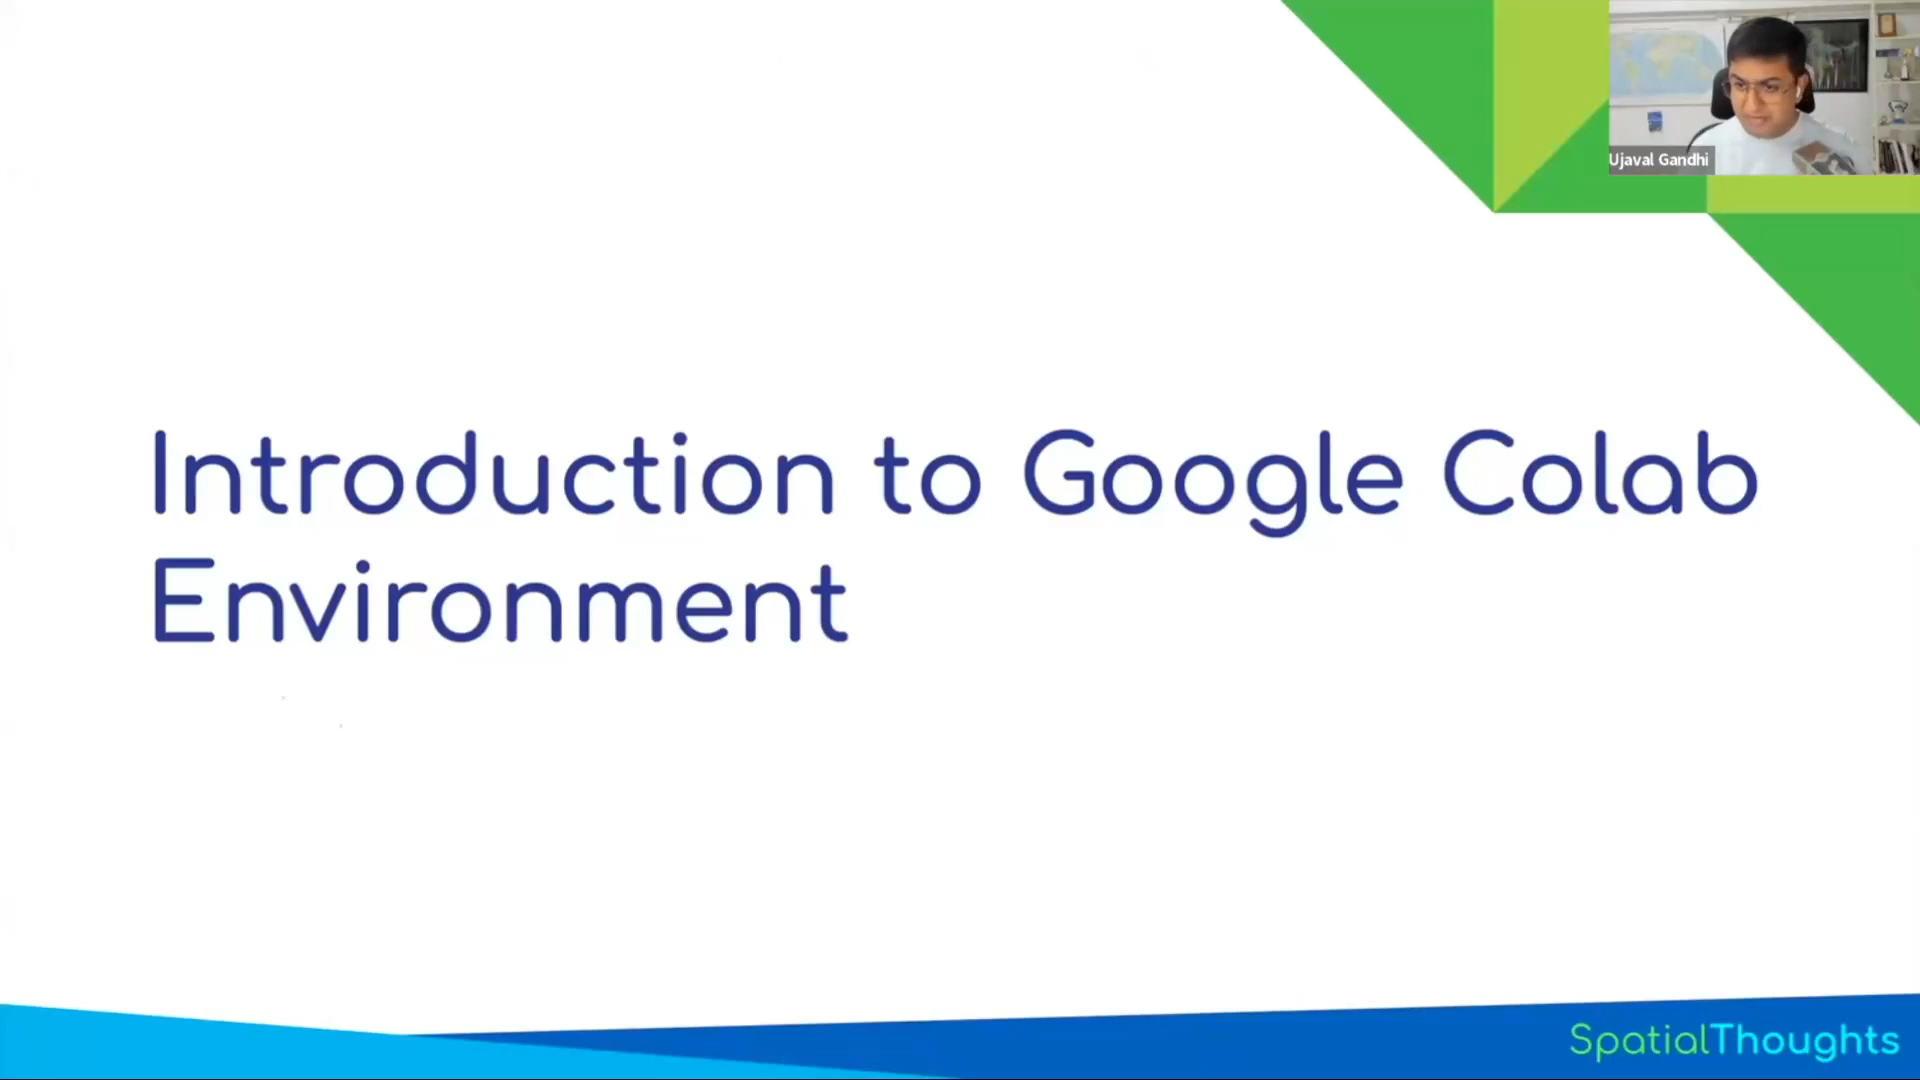 Ujaval Gandhi
Introduction to Google Colab
Environment
SpatialThoughts